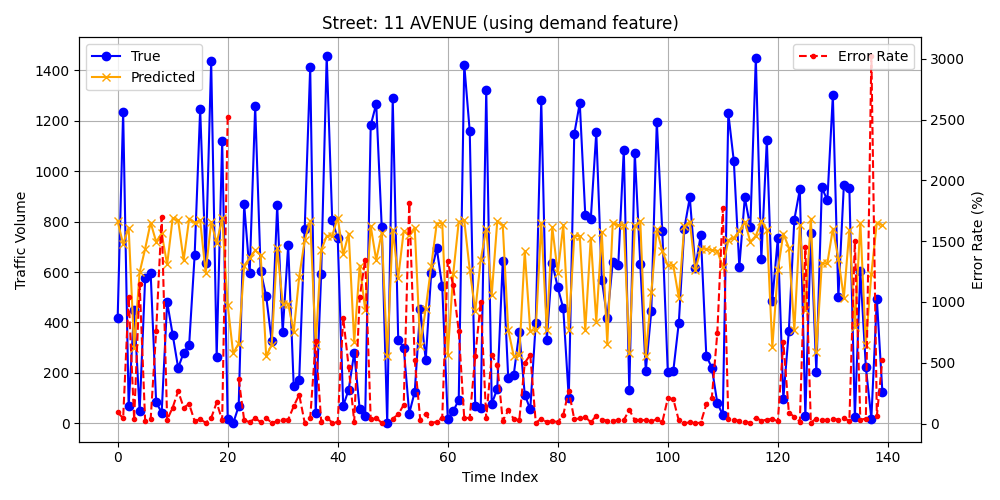 Street: 11 AVENUE (using demand feature)
True
Predicted
Error Rate
Traffic Volume
1400
1200
1000
800
600
400
200
0
3000
2500
2000
1500
1000
500
0
Error Rate (%)
0 20 40 60 80 100 120 140
Time Index